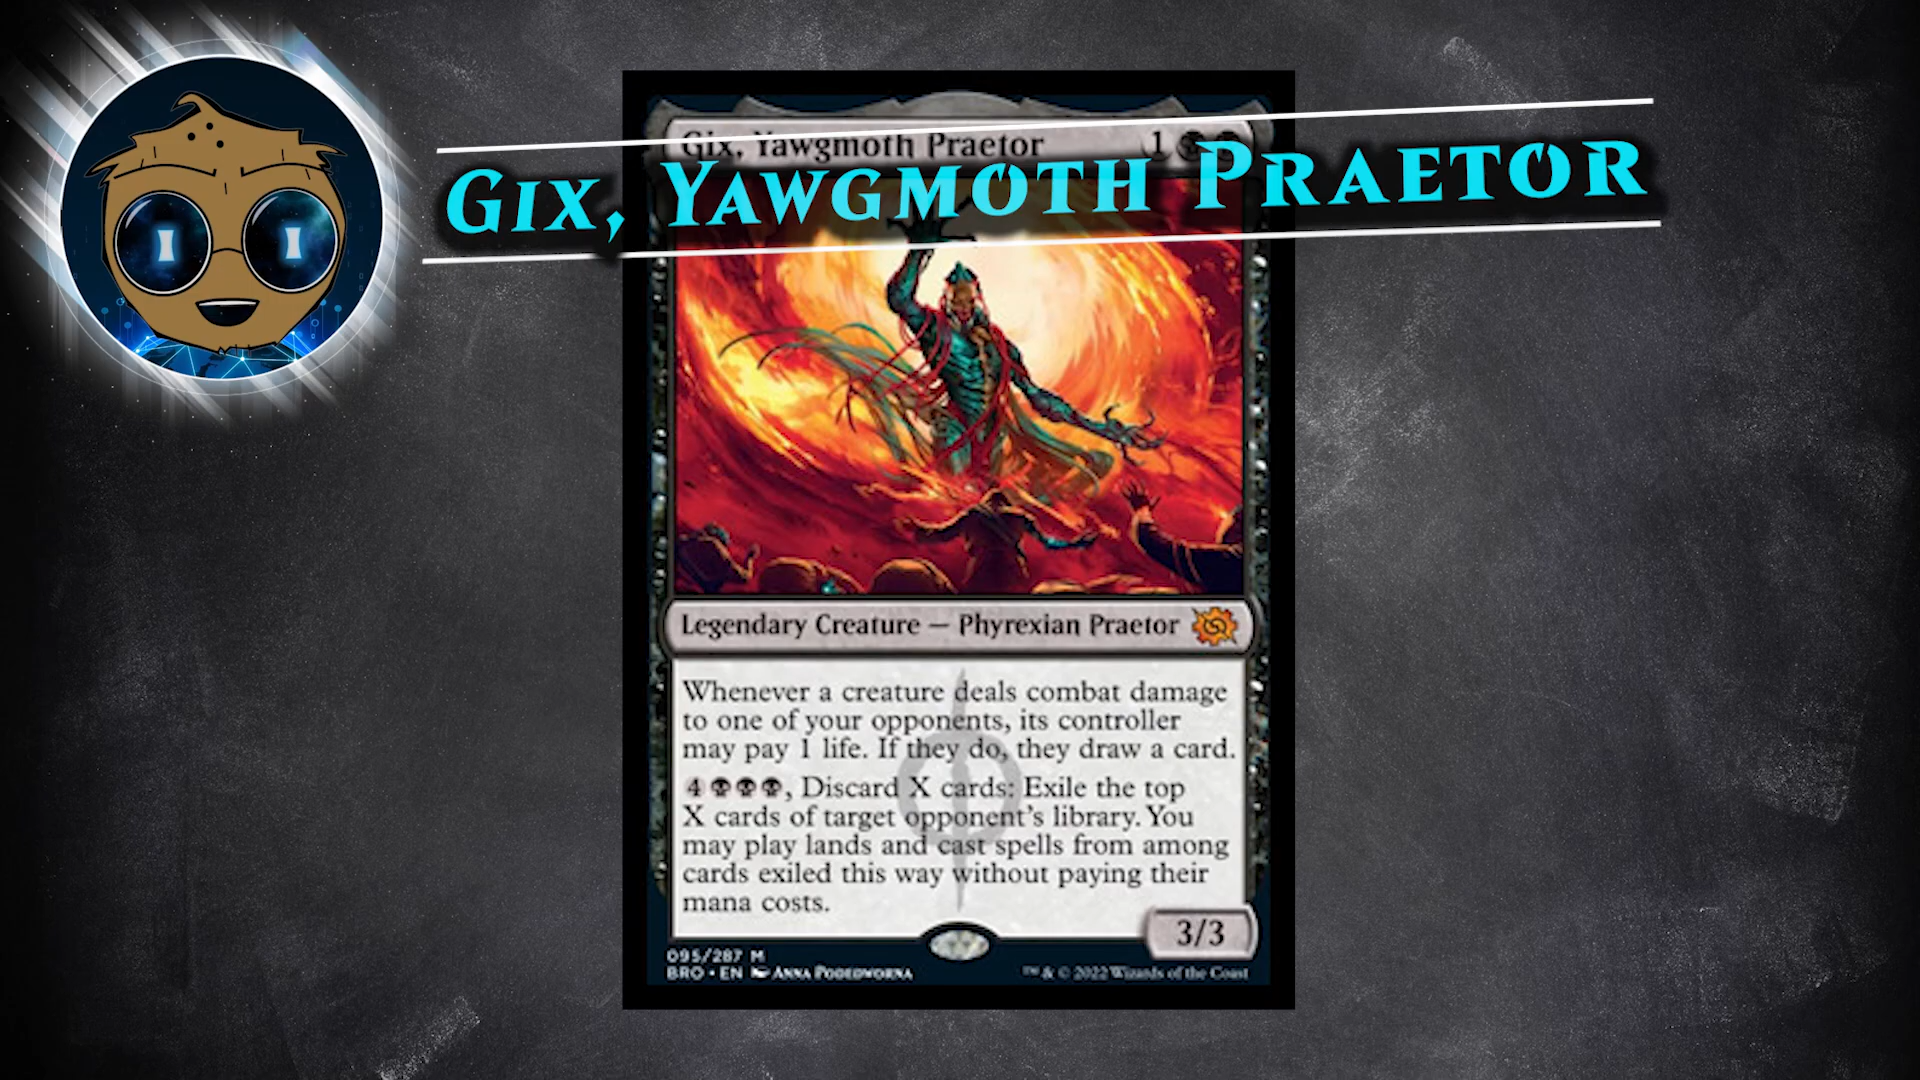 Gix, Yawgmoth Praetor 1
GIX, YAWGMOTH PRAETOR
Legendary Creature — Phyrexian Praetor
Whenever a creature deals combat damage
to one of your opponents, its controller
may pay 1 life. If they do, they draw a card.
4, Discard X cards: Exile the top
X cards of target opponent's library. You
may play lands and cast spells from among
cards exiled this way without paying their
mana costs.
3/3
095/287 M
BRO • EN ANNA PODEDWORNA
™ & © 2022 Wizards of the Coast